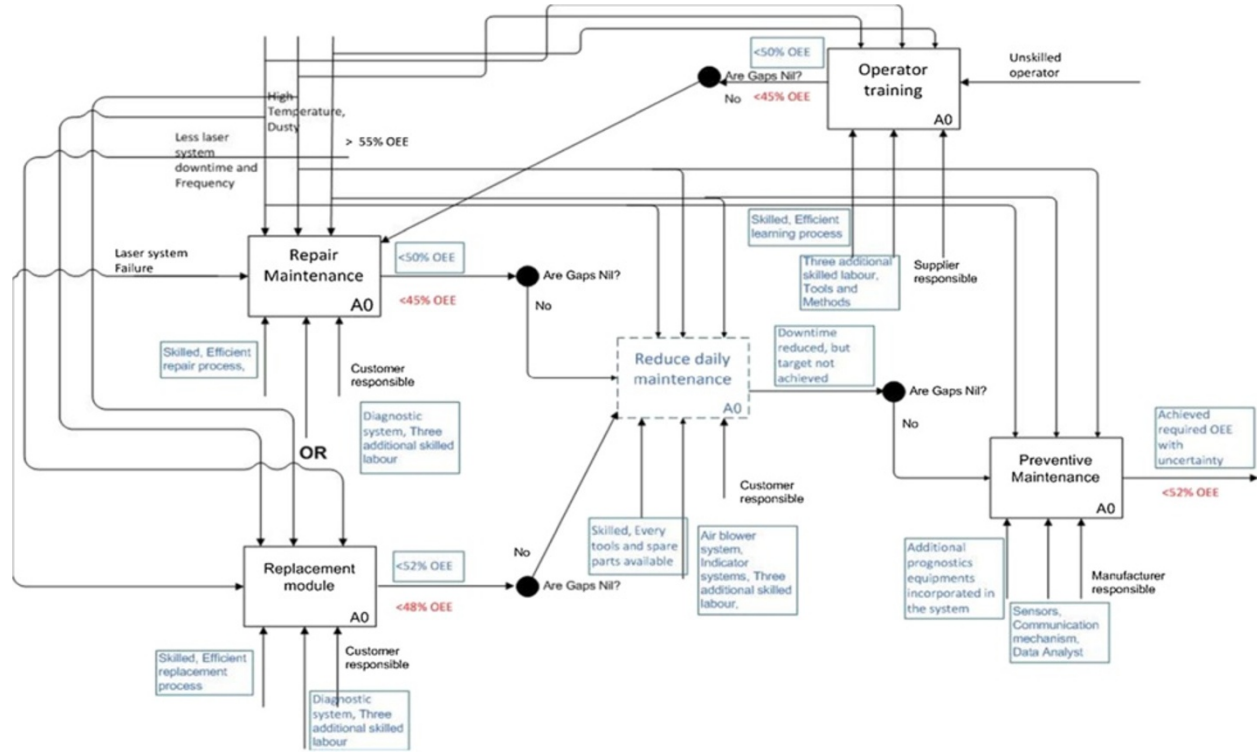 <50% OEE
Are Gaps Nil?
No
<45% OEE
Operator
training
A0
Unskilled
operator
High
Temperature,
Dusty
Less laser
system
downtime and
Frequency
> 55% OEE
Skilled, Efficient
learning process
Three additional
skilled labour,
Tools and
Methods
Supplier
responsible
Laser system
Failure
Repair
Maintenance
A0
<50% OEE
<45% OEE
Are Gaps Nil?
No
Skilled, Efficient
repair process,
Customer
responsible
Diagnostic
system, Three
additional skilled
labour
OR
Reduce daily
maintenance
A0
Downtime
reduced, but
target not
achieved
Are Gaps Nil?
No
Customer
responsible
Skilled, Every
tools and spare
parts available
Air blower
system,
Indicator
systems, Three
additional skilled
labour,
Preventive
Maintenance
A0
Achieved
required OEE
with
uncertainty
<52% OEE
Additional
prognostics
equipments
incorporated in
the system
Manufacturer
responsible
Sensors,
Communication
mechanism,
Data Analyst
Replacement
module
A0
<52% OEE
<48% OEE
No
Are Gaps Nil?
Skilled, Efficient
replacement
process
Customer
responsible
Diagnostic
system, Three
additional skilled
labour